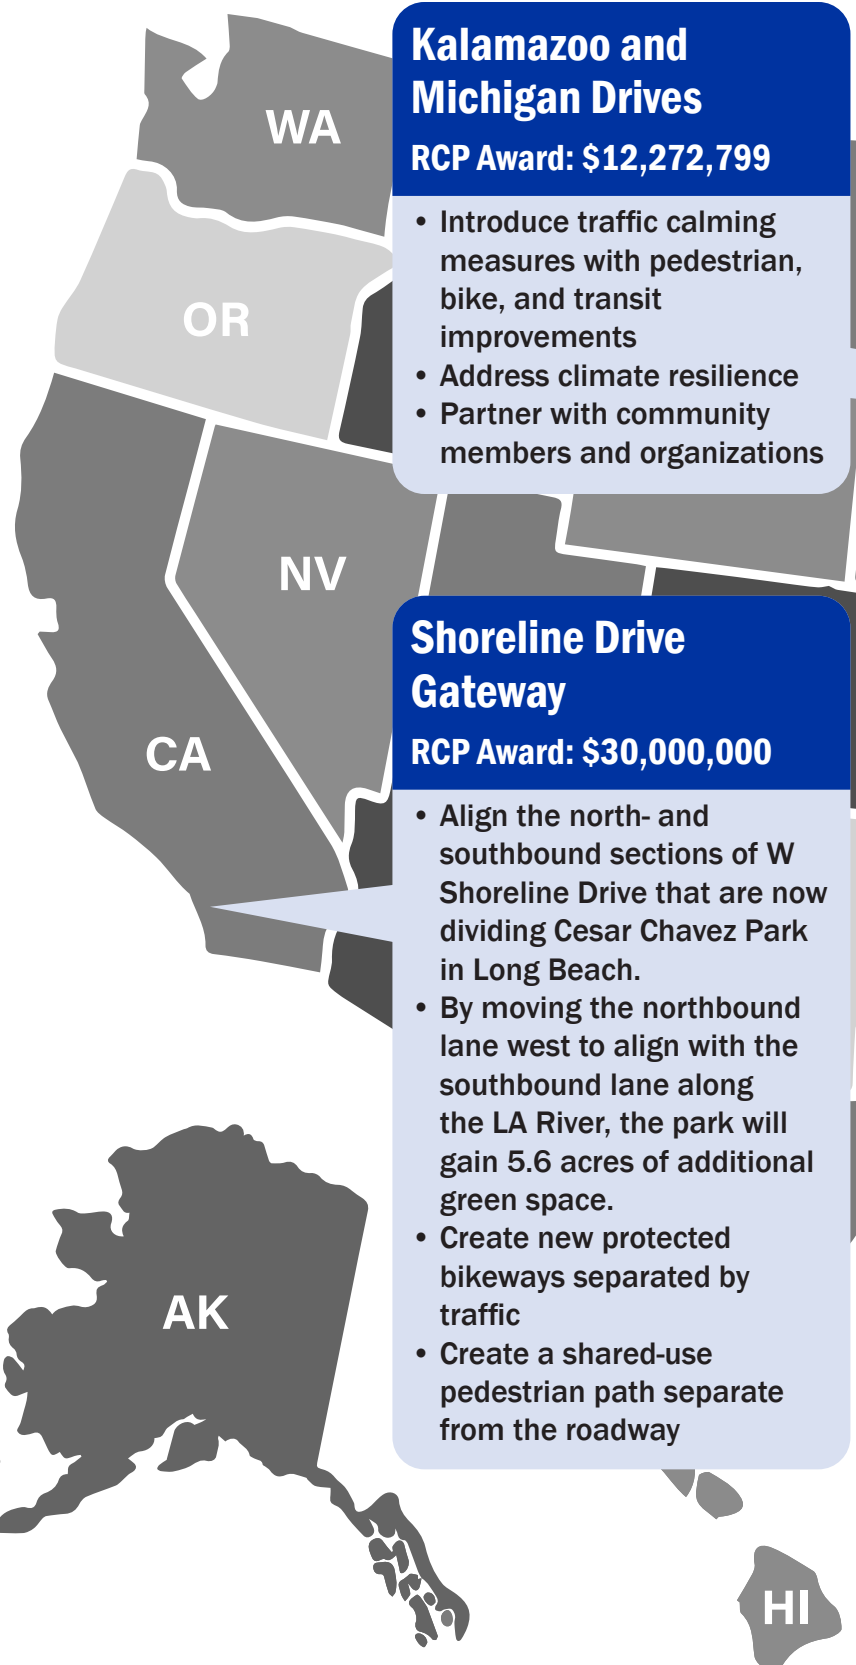 WA
OR
NV
CA
AK
HI
Kalamazoo and
Michigan Drives
RCP Award: $12,272,799
• Introduce traffic calming
measures with pedestrian,
bike, and transit
improvements
• Address climate resilience
• Partner with community
members and organizations
Shoreline Drive
Gateway
RCP Award: $30,000,000
• Align the north- and
southbound sections of W
Shoreline Drive that are now
dividing Cesar Chavez Park
in Long Beach.
• By moving the northbound
lane west to align with the
southbound lane along
the LA River, the park will
gain 5.6 acres of additional
green space.
• Create new protected
bikeways separated by
traffic
• Create a shared-use
pedestrian path separate
from the roadway